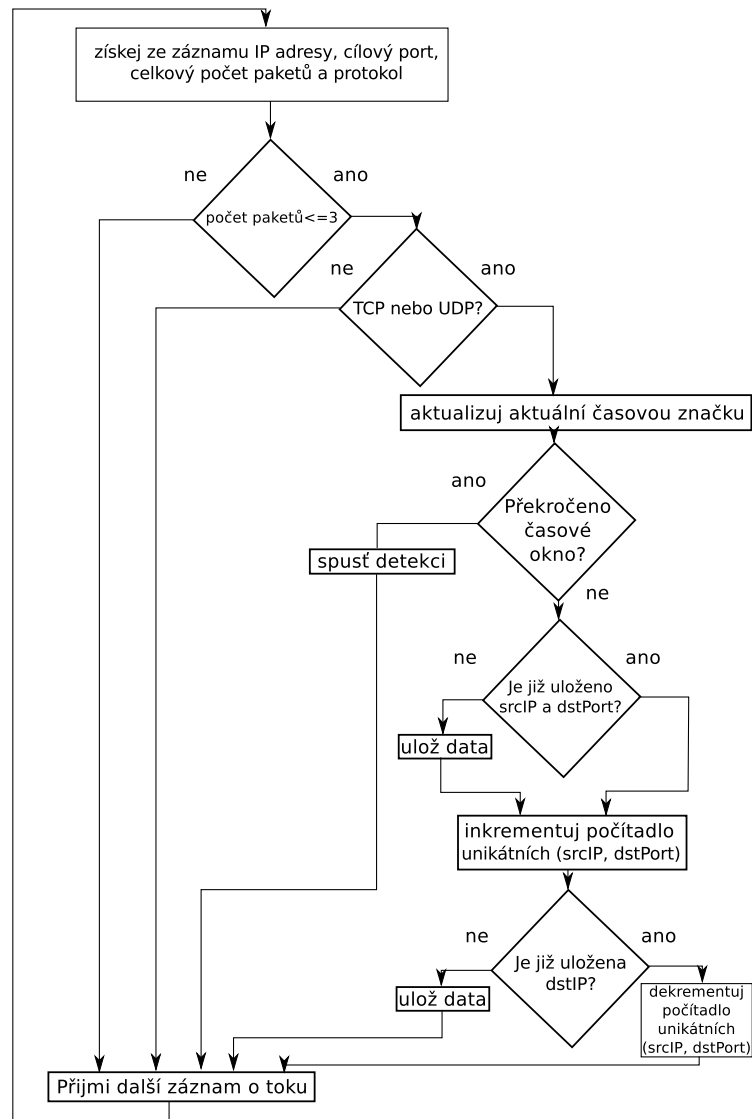 získej ze záznamu IP adresy, cílový port,
celkový počet paketů a protokol
ne
ano
počet paketů<=3
ne
ano
TCP nebo UDP?
aktualizuj aktuální časovou značku
ano
Překročeno
časové
okno?
spusť detekci
ne
ne
ano
Je již uloženo
srcIP a dstPort?
ulož data
inkrementuj počítadlo
unikátních (srcIP, dstPort)
ne
ano
Je již uložena
dstIP?
ulož data
dekrementuj
počítadlo
unikátních
(srcIP, dstPort)
Přijmi další záznam o toku